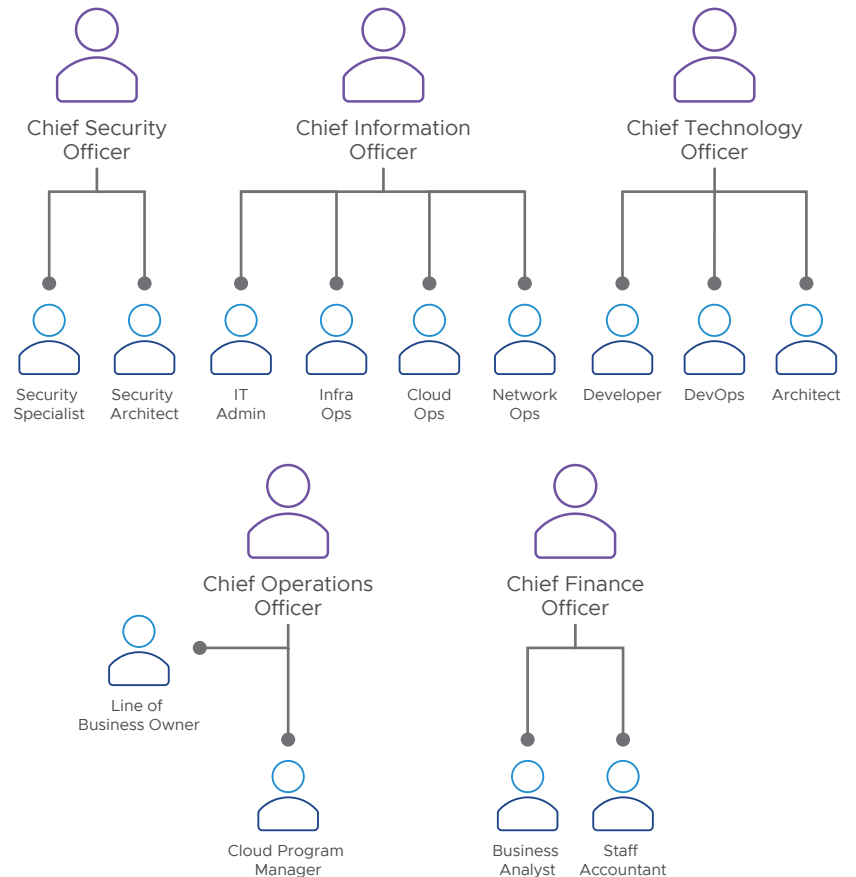 Chief Security
Officer
Chief Information
Officer
Chief Technology
Officer
Security
Specialist
Security
Architect
IT
Admin
Infra
Ops
Cloud
Ops
Network
Ops
Developer
DevOps
Architect
Chief Operations
Officer
Chief Finance
Officer
Line of
Business Owner
Cloud Program
Manager
Business
Analyst
Staff
Accountant